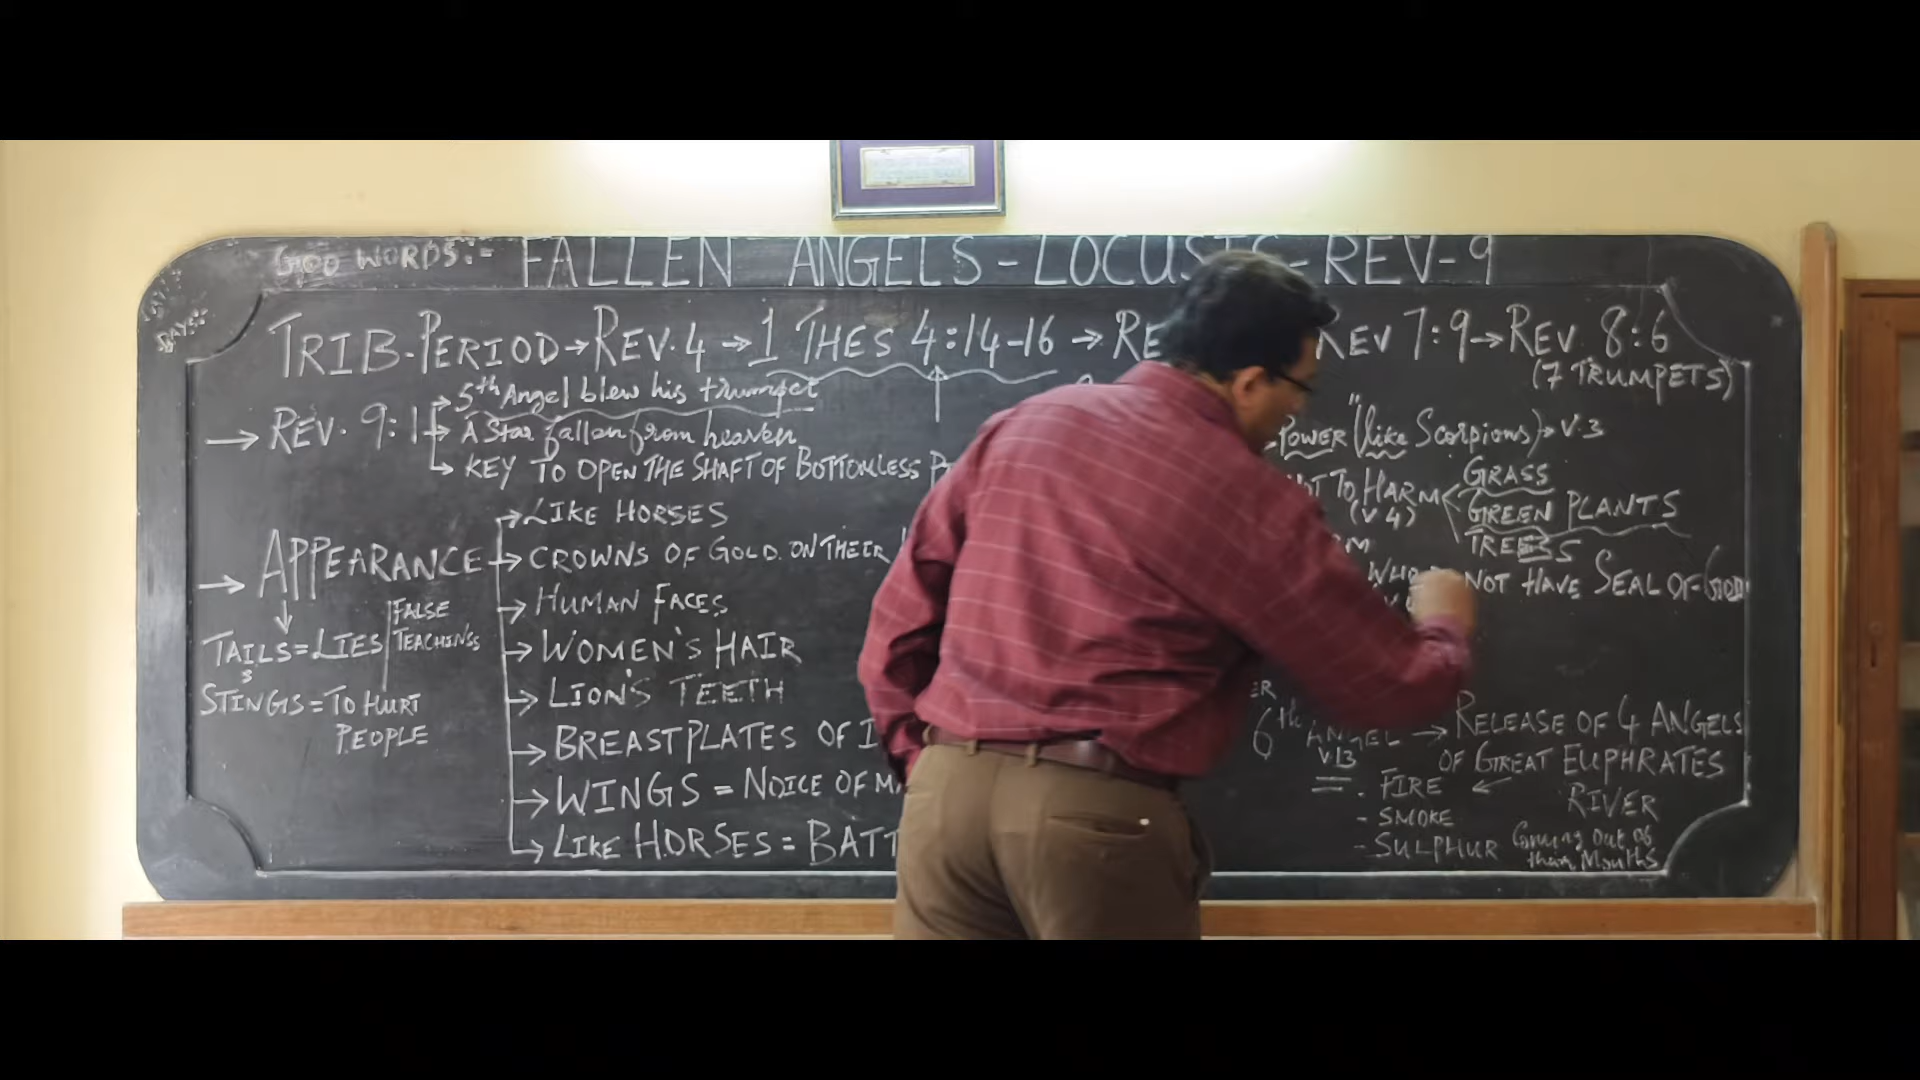 GOD WORDS:- FALLEN ANGELS - LOCUSTS - REV-9
DAYS:-
TRIB-PERIOD → REV. 4 → 1 THES 4:14-16 → RE
REV 7:9 → REV. 8:6
(7 TRUMPETS)
→ REV. 9:1
→ 5th Angel blew his trumpet
→ A Star fallen from heaven
→ KEY TO OPEN THE SHAFT OF BOTTOMLESS P
→ APPEARANCE
→ LIKE HORSES
→ CROWNS OF GOLD ON THEIR
→ HUMAN FACES
→ WOMEN'S HAIR
→ LION'S TEETH
→ BREASTPLATES OF I
→ WINGS = NOICE OF M
→ LIKE HORSES = BATT
TAILS = LIES
FALSE
TEACHINGS
STINGS = TO HURT
PEOPLE
POWER (like Scorpions) → V.3
TO HARM
(V 4)
GRASS
GREEN PLANTS
TREES
WHO
NOT HAVE SEAL OF GOD
6th ANGEL → RELEASE OF 4 ANGELS
V13
OF GREAT EUPHRATES
RIVER
- FIRE
- SMOKE
- SULPHUR
Coming out of
their Mouths